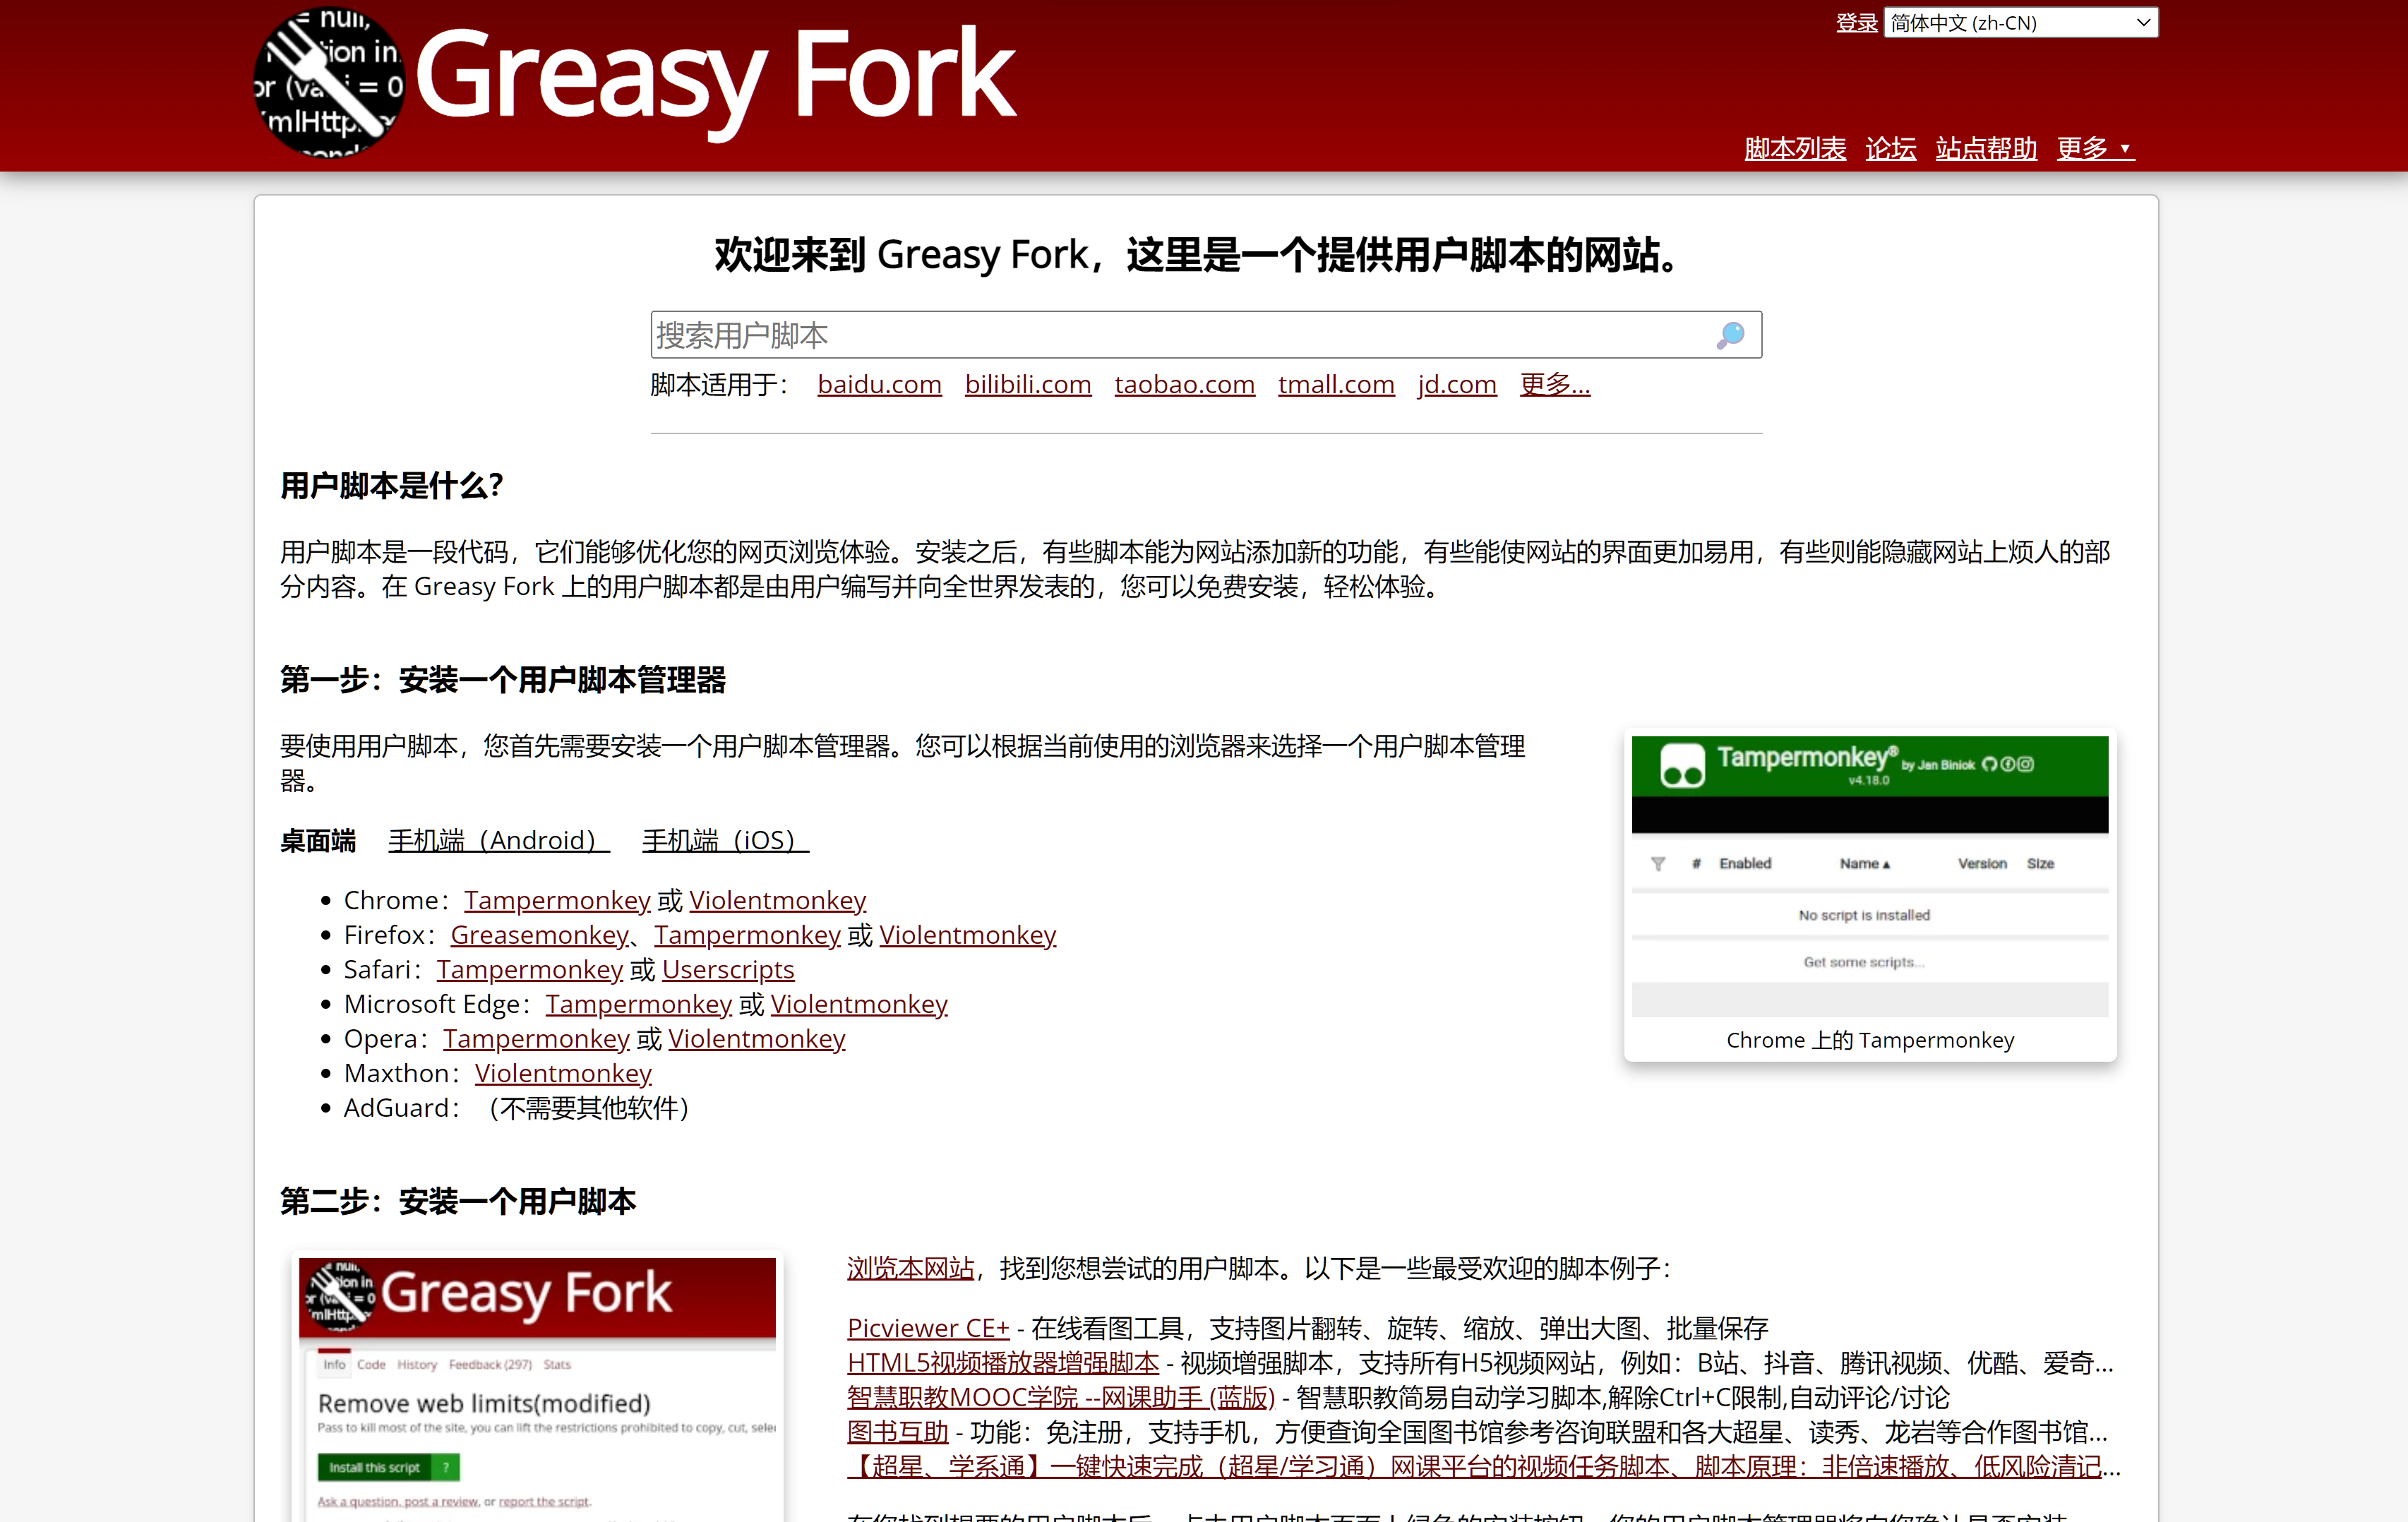 null,
tion in
or (va i = 0
mlHttp
Greasy Fork
登录 简体中文 (zh-CN)
脚本列表 论坛 站点帮助 更多 ▼
欢迎来到 Greasy Fork，这里是一个提供用户脚本的网站。
搜索用户脚本
脚本适用于： baidu.com bilibili.com taobao.com tmall.com jd.com 更多...
用户脚本是什么？
用户脚本是一段代码，它们能够优化您的网页浏览体验。安装之后，有些脚本能为网站添加新的功能，有些能使网站的界面更加易用，有些则能隐藏网站上烦人的部
分内容。在 Greasy Fork 上的用户脚本都是由用户编写并向全世界发表的，您可以免费安装，轻松体验。
第一步：安装一个用户脚本管理器
要使用用户脚本，您首先需要安装一个用户脚本管理器。您可以根据当前使用的浏览器来选择一个用户脚本管理
器。
桌面端 手机端（Android） 手机端（iOS）
• Chrome：Tampermonkey 或 Violentmonkey
• Firefox：Greasemonkey、Tampermonkey 或 Violentmonkey
• Safari：Tampermonkey 或 Userscripts
• Microsoft Edge：Tampermonkey 或 Violentmonkey
• Opera：Tampermonkey 或 Violentmonkey
• Maxthon：Violentmonkey
• AdGuard：（不需要其他软件）
Tampermonkey® by Jan Biniok
v4.18.0
# Enabled Name ▲ Version Size
No script is installed
Get some scripts...
Chrome 上的 Tampermonkey
第二步：安装一个用户脚本
Greasy Fork
Info Code History Feedback (297) Stats
Remove web limits(modified)
Pass to kill most of the site, you can lift the restrictions prohibited to copy, cut, sele
Install this script ?
Ask a question, post a review, or report the script.
浏览本网站，找到您想尝试的用户脚本。以下是一些最受欢迎的脚本例子：
Picviewer CE+ - 在线看图工具，支持图片翻转、旋转、缩放、弹出大图、批量保存
HTML5视频播放器增强脚本 - 视频增强脚本，支持所有H5视频网站，例如：B站、抖音、腾讯视频、优酷、爱奇...
智慧职教MOOC学院 --网课助手 (蓝版) - 智慧职教简易自动学习脚本,解除Ctrl+C限制,自动评论/讨论
图书互助 - 功能：免注册，支持手机，方便查询全国图书馆参考咨询联盟和各大超星、读秀、龙岩等合作图书馆...
【超星、学系通】一键快速完成（超星/学习通）网课平台的视频任务脚本、脚本原理：非倍速播放、低风险清记...